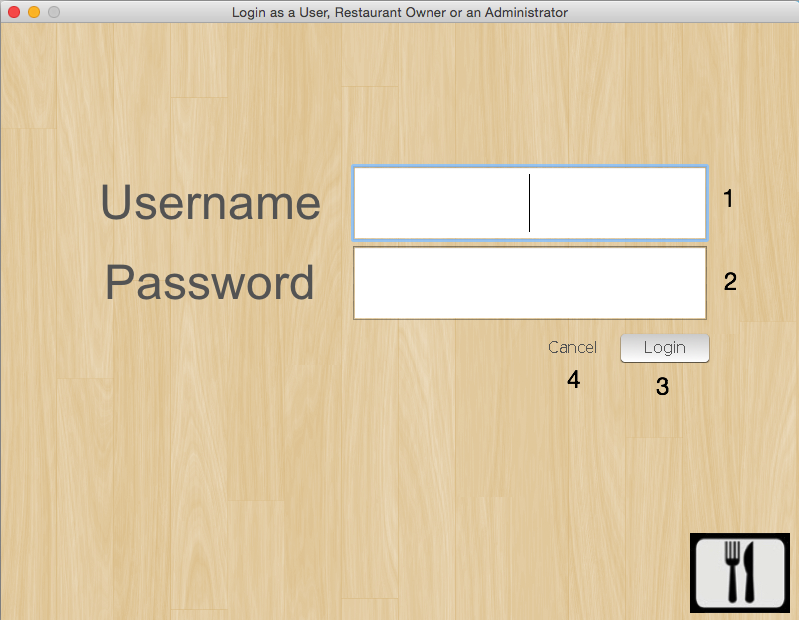 Login as a User, Restaurant Owner or an Administrator
Username 1
Password 2
Cancel Login
4 3